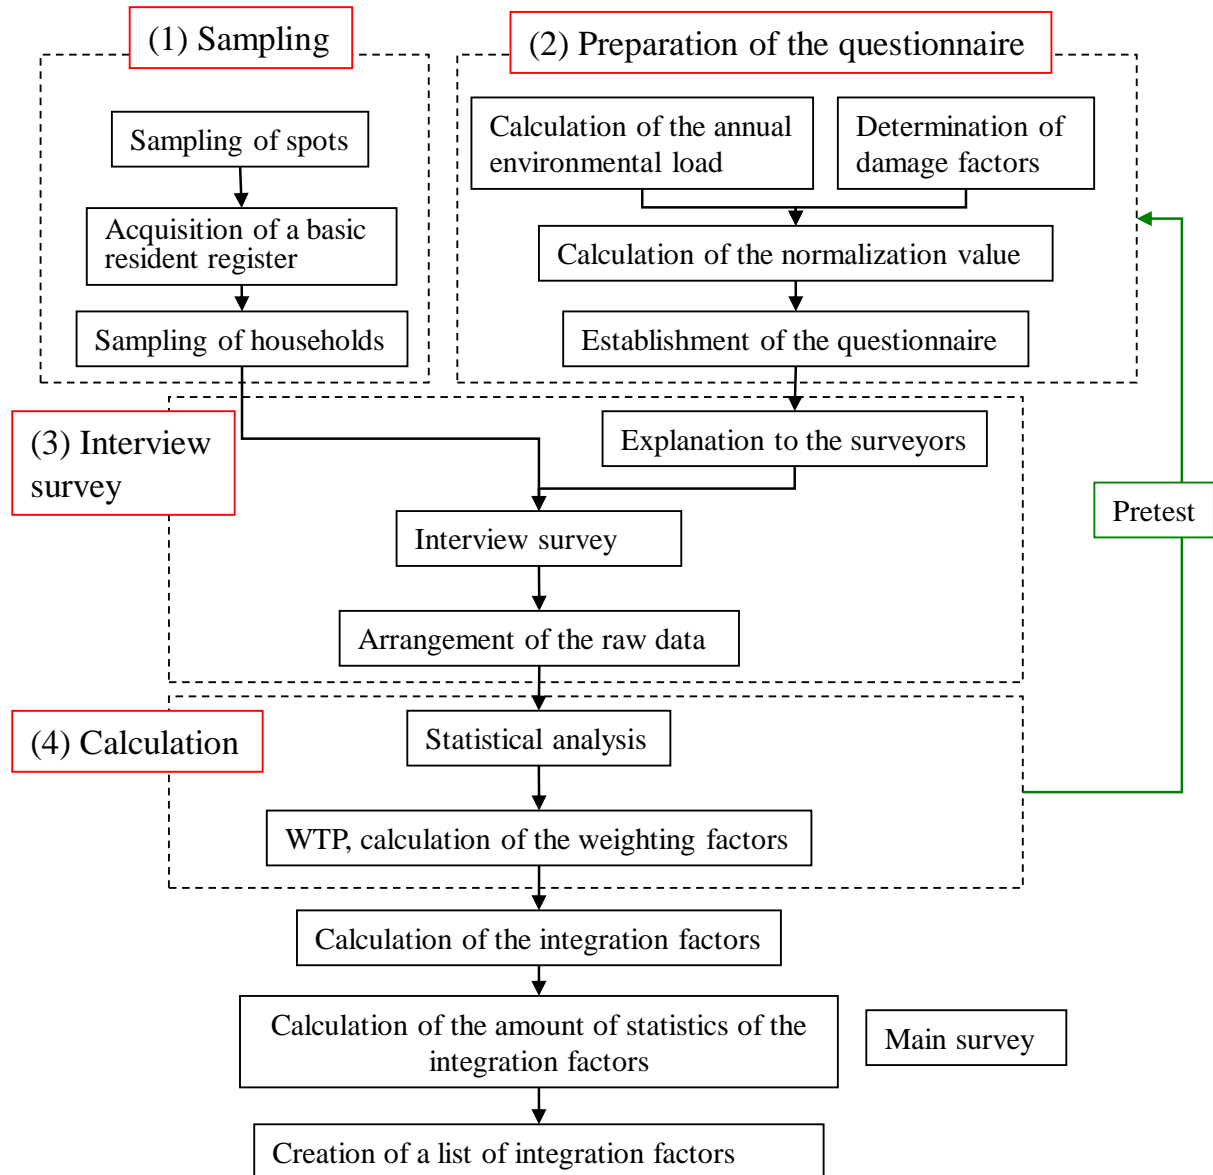 (1) Sampling
(2) Preparation of the questionnaire
Sampling of spots
Acquisition of a basic
resident register
Sampling of households
Calculation of the annual
environmental load
Determination of
damage factors
Calculation of the normalization value
Establishment of the questionnaire
(3) Interview
survey
Explanation to the surveyors
Interview survey
Arrangement of the raw data
Pretest
(4) Calculation
Statistical analysis
WTP, calculation of the weighting factors
Calculation of the integration factors
Calculation of the amount of statistics of the
integration factors
Main survey
Creation of a list of integration factors